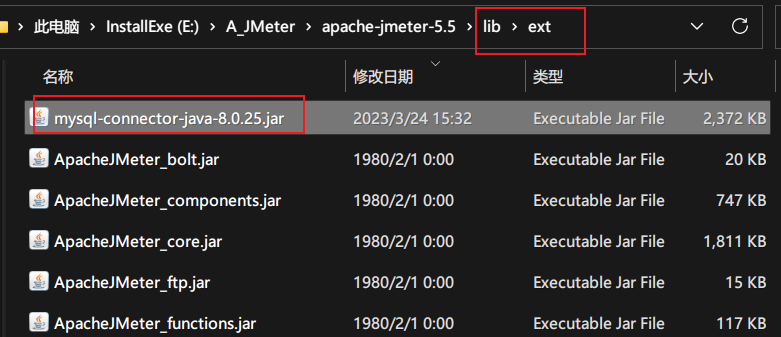 此电脑 > InstallExe (E:) > A_JMeter > apache-jmeter-5.5 > lib > ext
名称 修改日期 类型 大小
mysql-connector-java-8.0.25.jar 2023/3/24 15:32 Executable Jar File 2,372 KB
ApacheJMeter_bolt.jar 1980/2/1 0:00 Executable Jar File 20 KB
ApacheJMeter_components.jar 1980/2/1 0:00 Executable Jar File 747 KB
ApacheJMeter_core.jar 1980/2/1 0:00 Executable Jar File 1,811 KB
ApacheJMeter_ftp.jar 1980/2/1 0:00 Executable Jar File 15 KB
ApacheJMeter_functions.jar 1980/2/1 0:00 Executable Jar File 117 KB